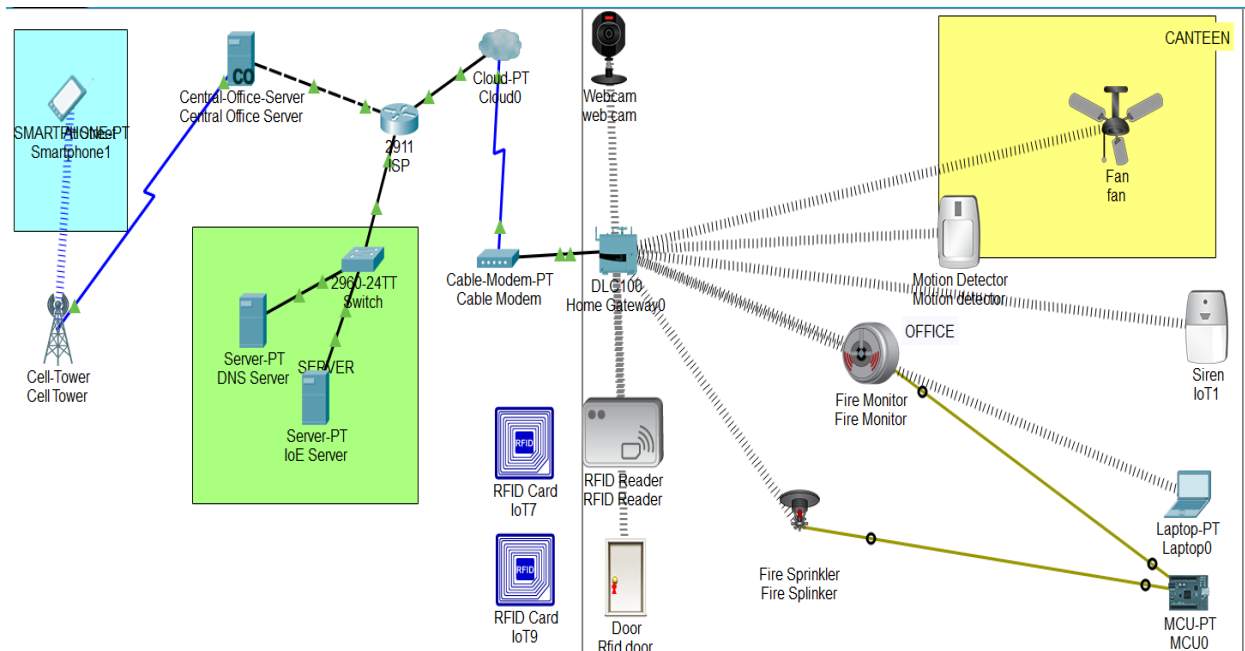 CANTEEN
Webcam
web cam
Cloud-PT
Cloud0
CO
Central-Office-Server
Central Office Server
SMARTPHONE-PT
Smartphone1
2911
ISP
Fan
fan
Motion Detector
Motion detector
2960-24TT
Switch
Cable-Modem-PT
Cable Modem
DLC100
Home Gateway0
OFFICE
Server-PT
DNS Server
SERVER
Cell-Tower
Cell Tower
Siren
IoT1
Fire Monitor
Fire Monitor
Server-PT
IoE Server
RFID
RFID Card
IoT7
RFID Reader
RFID Reader
Laptop-PT
Laptop0
Fire Sprinkler
Fire Splinker
RFID
RFID Card
IoT9
Door
Rfid door
MCU-PT
MCU0